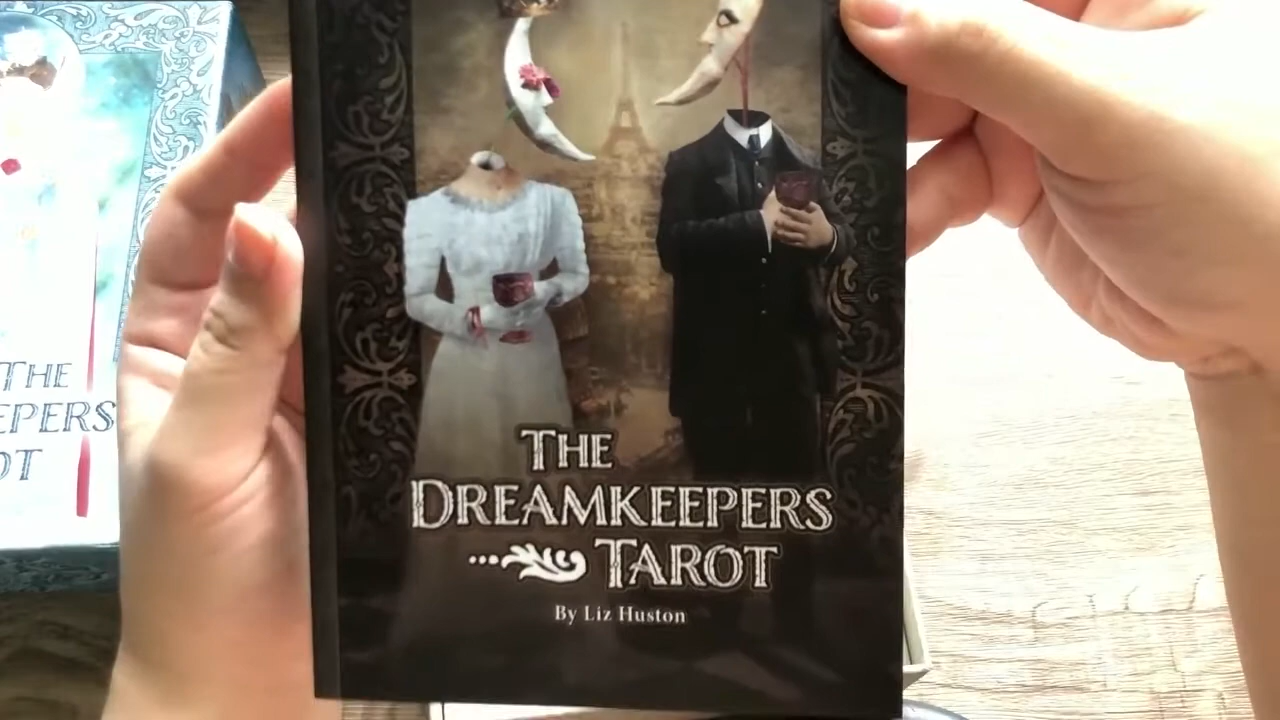 THE
DREAMKEEPERS
TAROT
By Liz Huston
THE
EPERS
OT